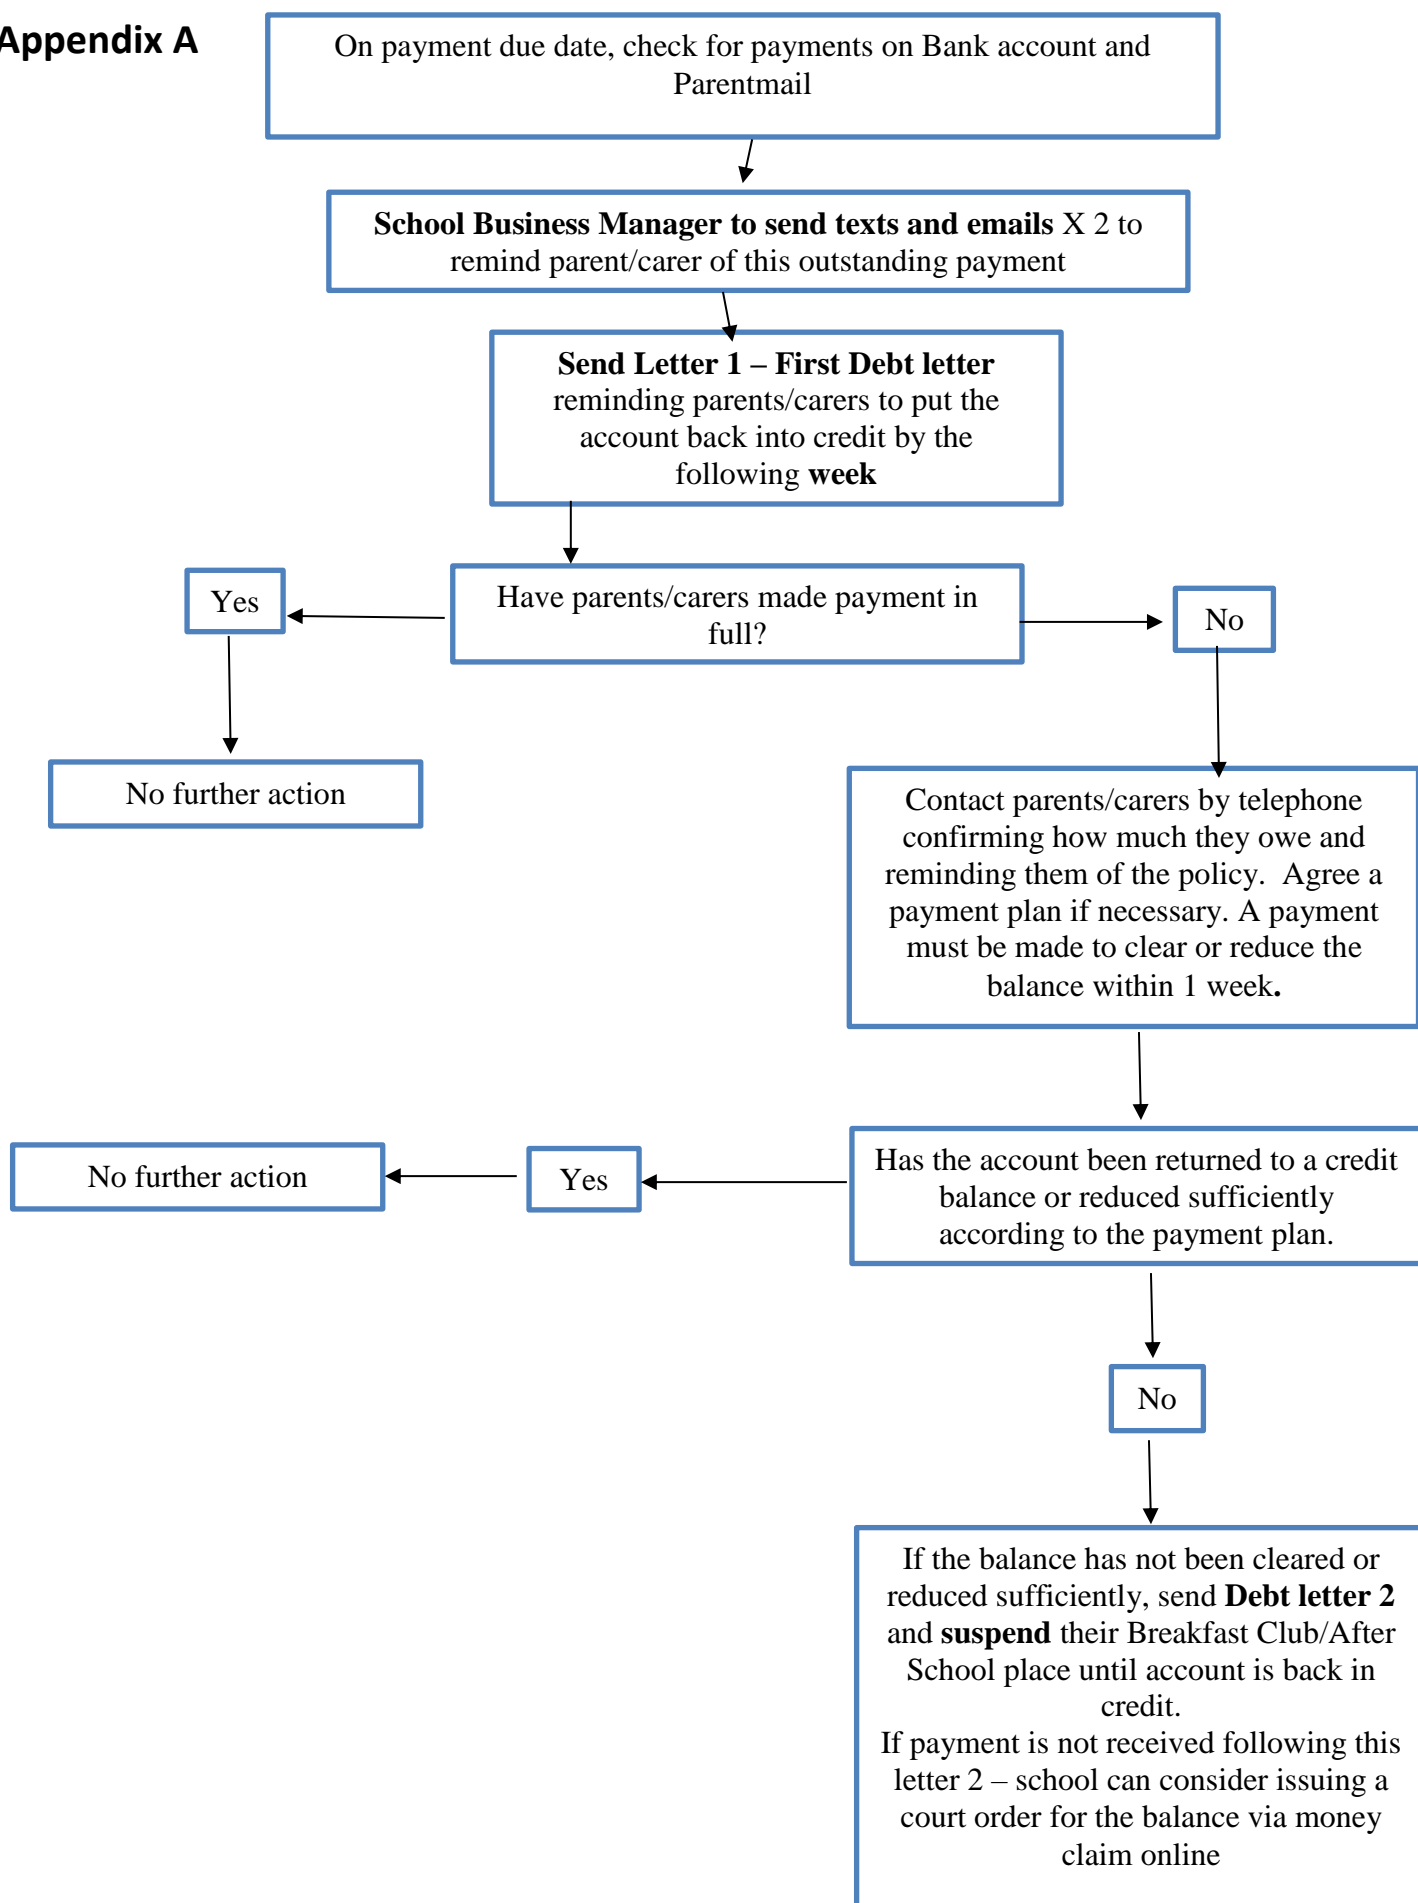 Appendix A
On payment due date, check for payments on Bank account and
Parentmail
School Business Manager to send texts and emails X 2 to
remind parent/carer of this outstanding payment
Send Letter 1 – First Debt letter
reminding parents/carers to put the
account back into credit by the
following week
Yes
Have parents/carers made payment in
full?
No
No further action
Contact parents/carers by telephone
confirming how much they owe and
reminding them of the policy.  Agree a
payment plan if necessary. A payment
must be made to clear or reduce the
balance within 1 week.
No further action
Yes
Has the account been returned to a credit
balance or reduced sufficiently
according to the payment plan.
No
If the balance has not been cleared or
reduced sufficiently, send Debt letter 2
and suspend their Breakfast Club/After
School place until account is back in
credit.
If payment is not received following this
letter 2 – school can consider issuing a
court order for the balance via money
claim online